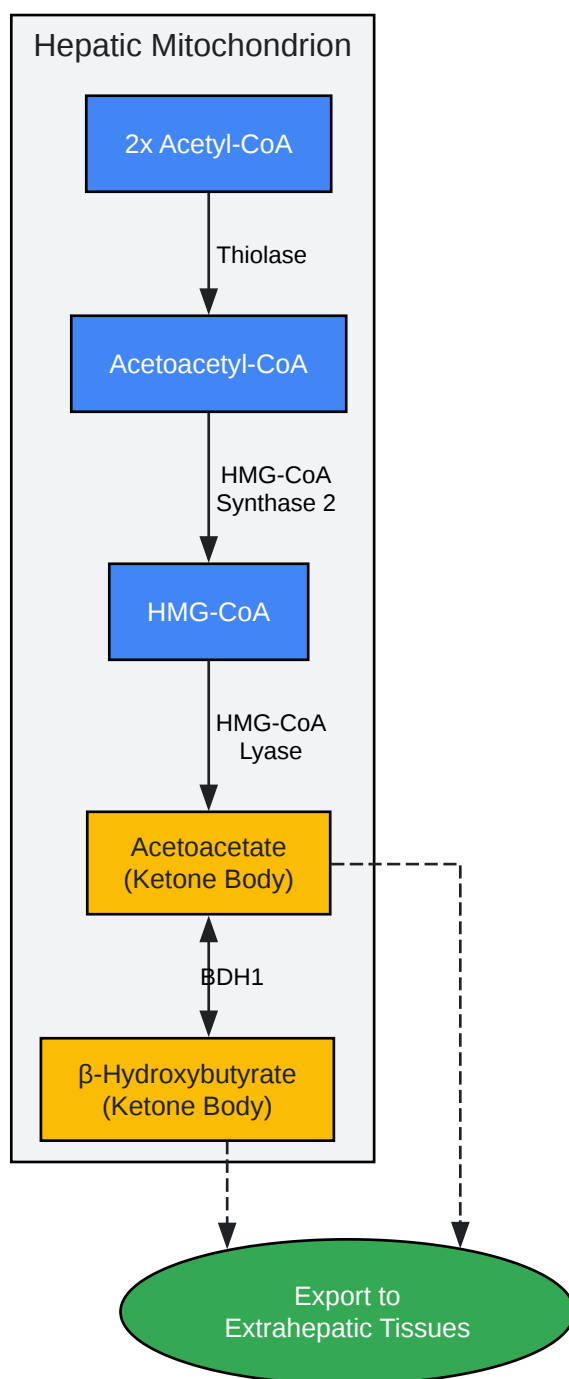 Hepatic Mitochondrion
2x Acetyl-CoA
Thiolase
Acetoacetyl-CoA
HMG-CoA
Synthase 2
HMG-CoA
HMG-CoA
Lyase
Acetoacetate
(Ketone Body)
BDH1
β-Hydroxybutyrate
(Ketone Body)
Export to
Extrahepatic Tissues